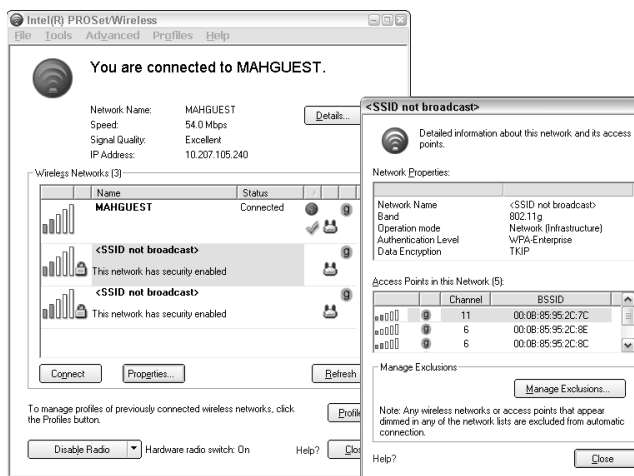 Intel(R) PROSet/Wireless
File Tools Advanced Profiles Help
You are connected to MAHGUEST.
Network Name: MAHGUEST
Speed: 54.0 Mbps
Signal Quality: Excellent
IP Address: 10.207.105.240
Details...
Wireless Networks (3)
Name Status
MAHGUEST Connected g
<SSID not broadcast> g
This network has security enabled
<SSID not broadcast> g
This network has security enabled
Connect Properties... Refresh
To manage profiles of previously connected wireless networks, click
the Profiles button.
Disable Radio Hardware radio switch: On Help?
<SSID not broadcast>
Detailed information about this network and its access
points.
Network Properties:
Network Name <SSID not broadcast>
Band 802.11g
Operation mode Network (Infrastructure)
Authentication Level WPA-Enterprise
Data Encryption TKIP
Access Points in this Network (5):
Channel BSSID
g 11 00:0B:85:95:2C:7C
g 6 00:0B:85:95:2C:8E
g 6 00:0B:85:95:2C:8C
Manage Exclusions
Manage Exclusions...
Note: Any wireless networks or access points that appear
dimmed in any of the network lists are excluded from automatic
connection.
Help? Close